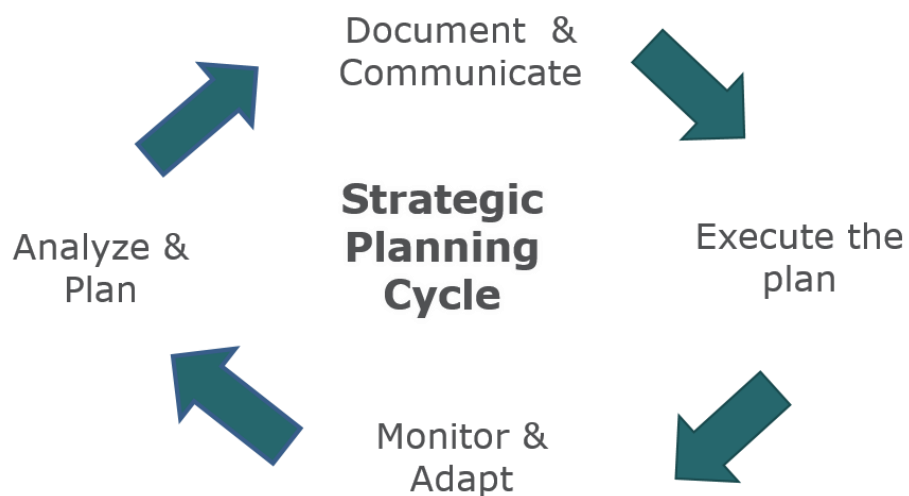 Document & 
Communicate
Strategic
Planning
Cycle
Analyze &
Plan
Execute the
plan
Monitor &
Adapt